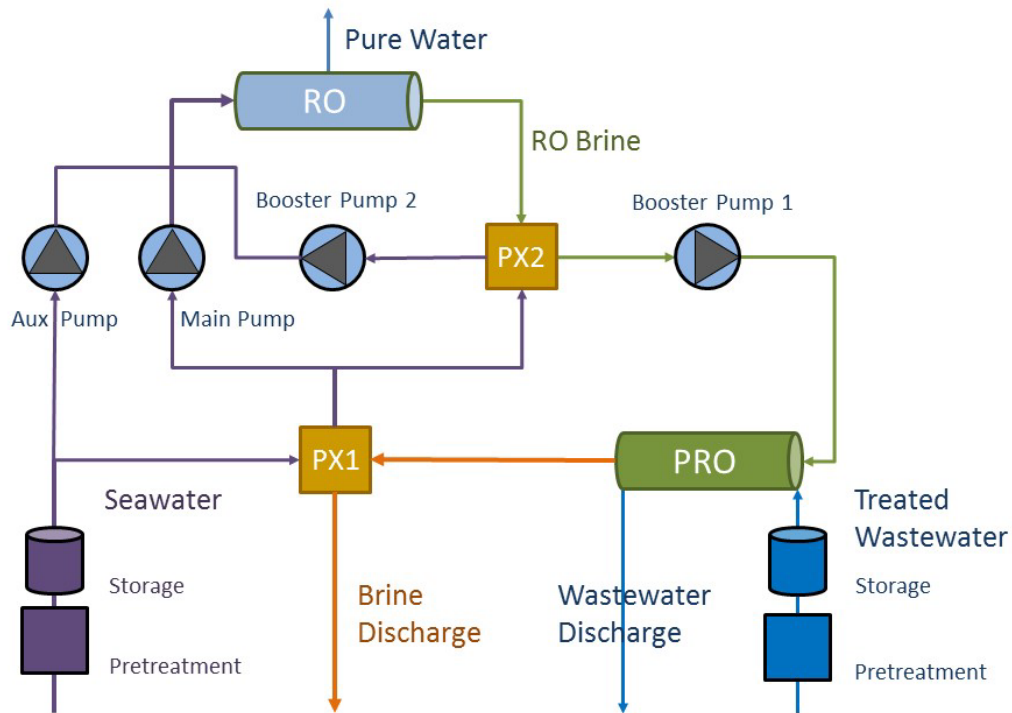 Pure Water
RO
RO Brine
Booster Pump 2
Booster Pump 1
PX2
Aux Pump
Main Pump
PX1
PRO
Seawater
Treated
Wastewater
Storage
Storage
Brine
Discharge
Wastewater
Discharge
Pretreatment
Pretreatment